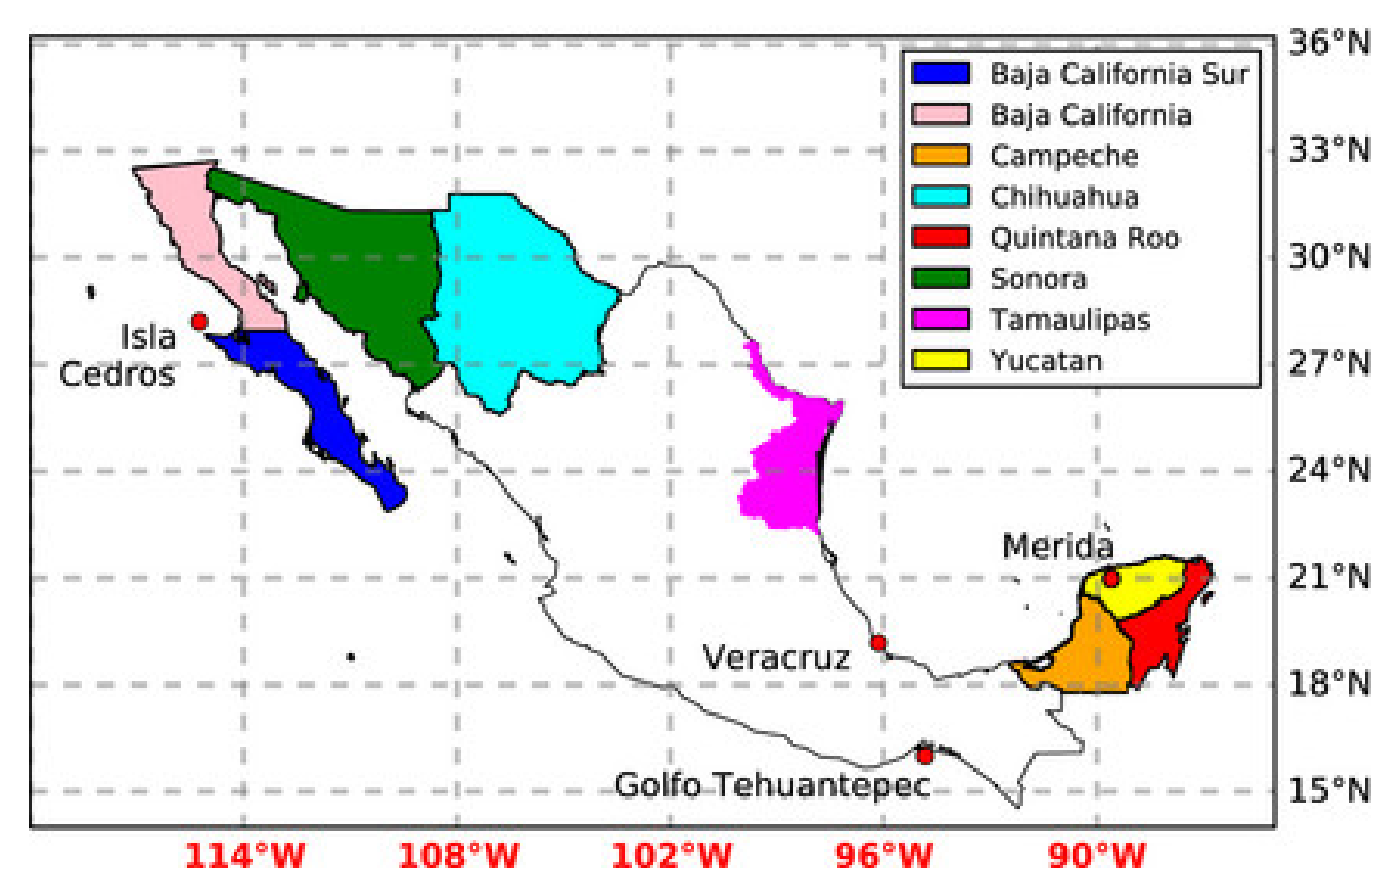 36°N
Baja California Sur
Baja California
33°N
Campeche
Chihuahua
Quintana Roo
30°N
Sonora
Tamaulipas
Isla
Cedros
Yucatan
27°N
24°N
Merida
21°N
Veracruz
18°N
Golfo Tehuantepec
15°N
114°W 108°W 102°W 96°W 90°W